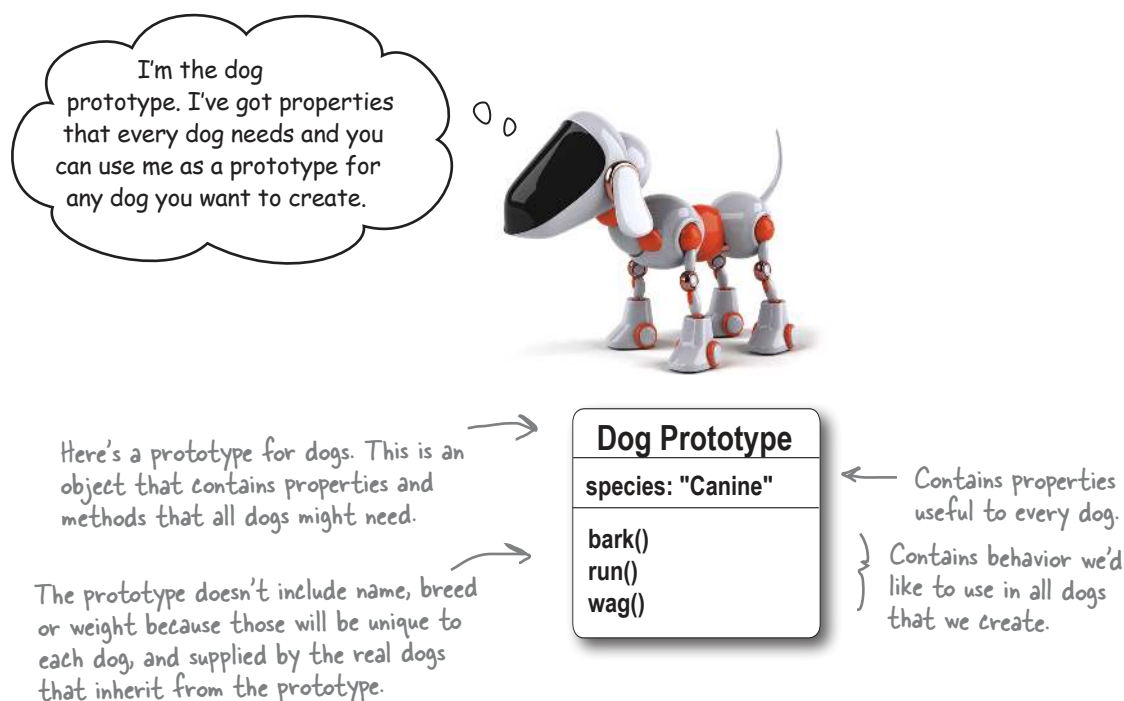 I'm the dog
prototype. I've got properties
that every dog needs and you
can use me as a prototype for
any dog you want to create.
Here's a prototype for dogs. This is an
object that contains properties and
methods that all dogs might need.
The prototype doesn't include name, breed
or weight because those will be unique to
each dog, and supplied by the real dogs
that inherit from the prototype.
Dog Prototype
species: "Canine"
bark()
run()
wag()
Contains properties
useful to every dog.
Contains behavior we'd
like to use in all dogs
that we create.